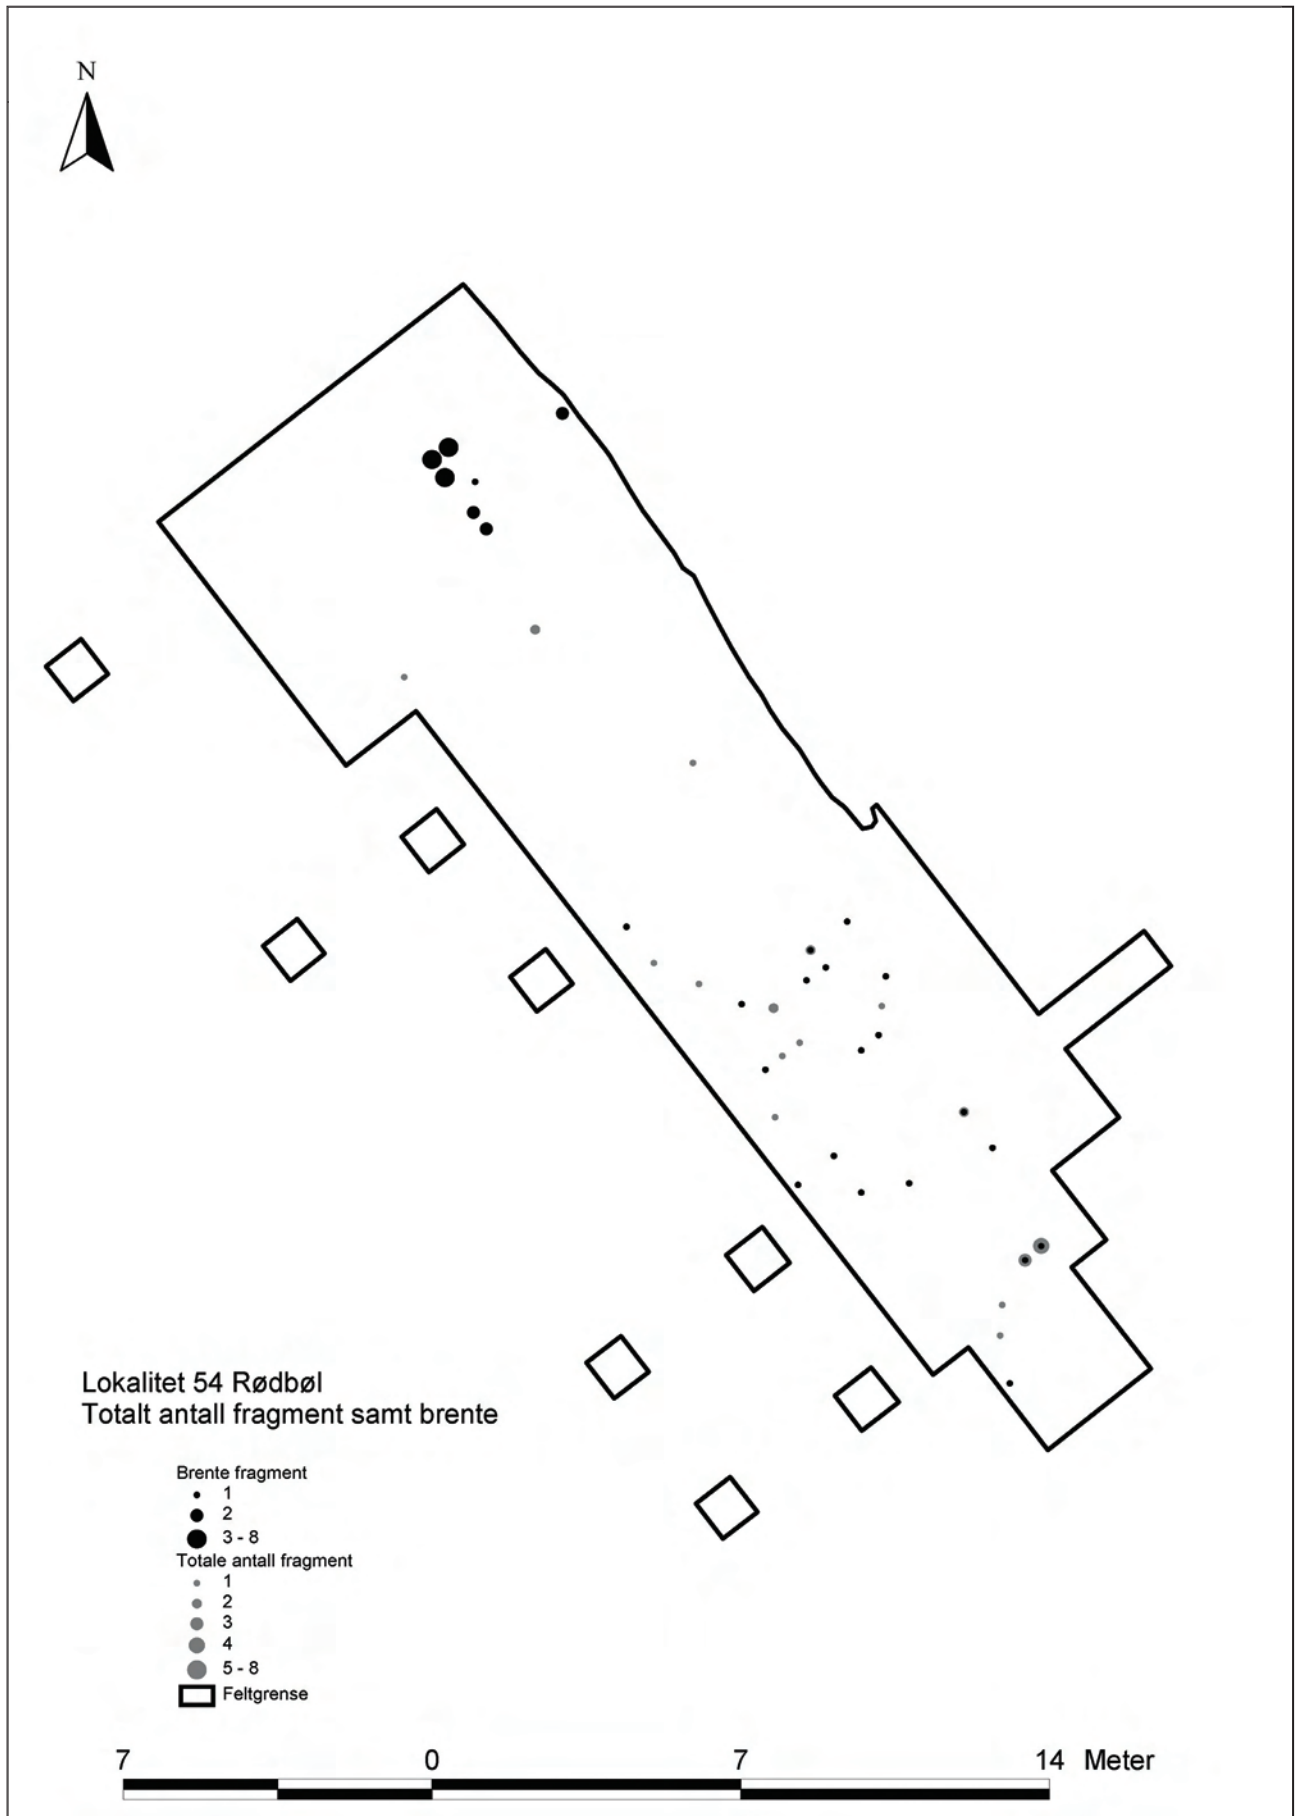 N
Lokalitet 54 Rødbøl
Totalt antall fragment samt brente
Brente fragment
1
2
3 - 8
Totale antall fragment
1
2
3
4
5 - 8
Feltgrense
7 0 7 14 Meter